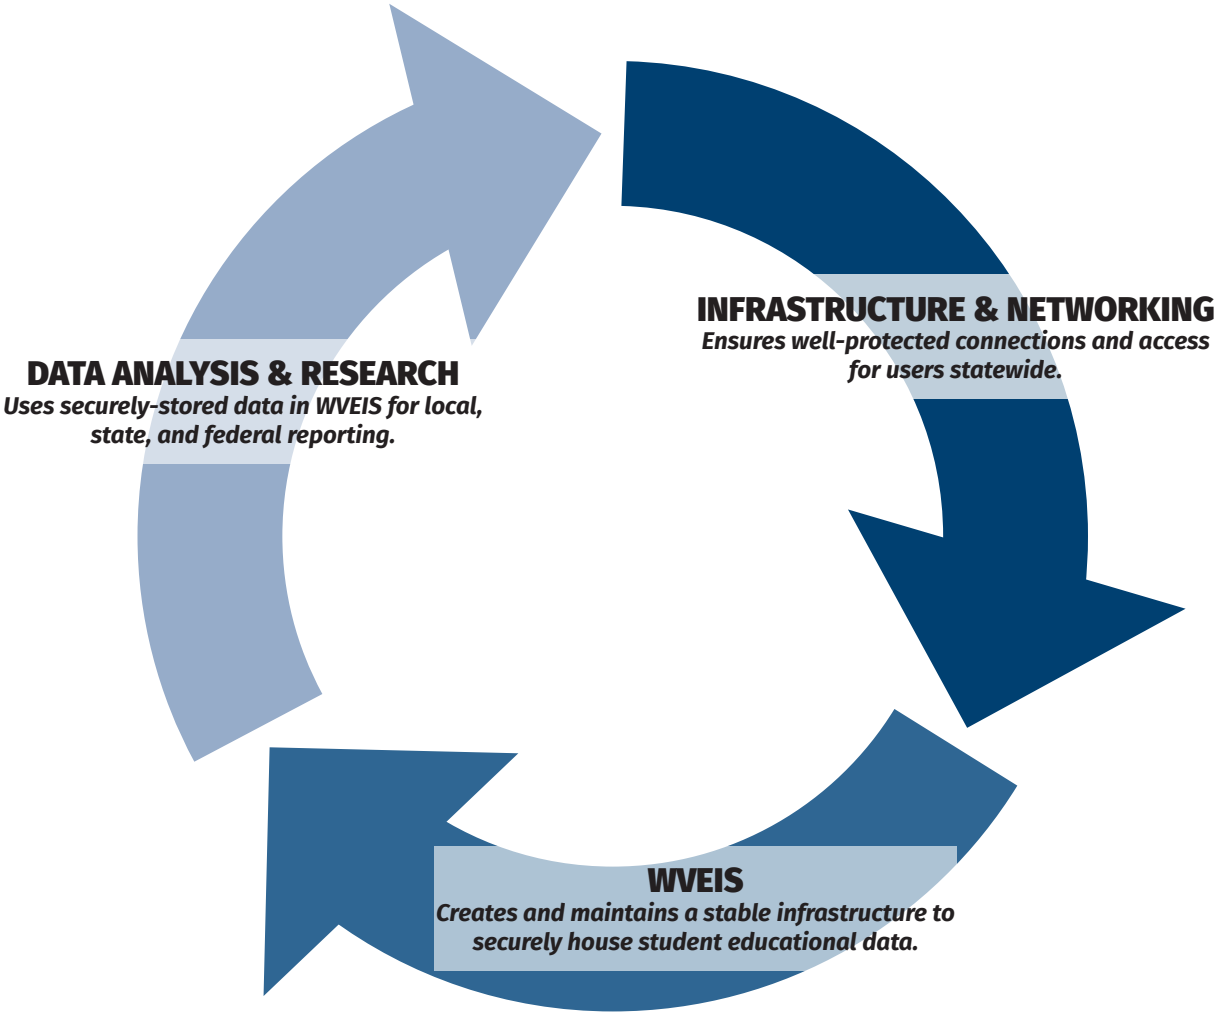 INFRASTRUCTURE & NETWORKING
Ensures well-protected connections and access
for users statewide.
DATA ANALYSIS & RESEARCH
Uses securely-stored data in WVEIS for local,
state, and federal reporting.
WVEIS
Creates and maintains a stable infrastructure to
securely house student educational data.